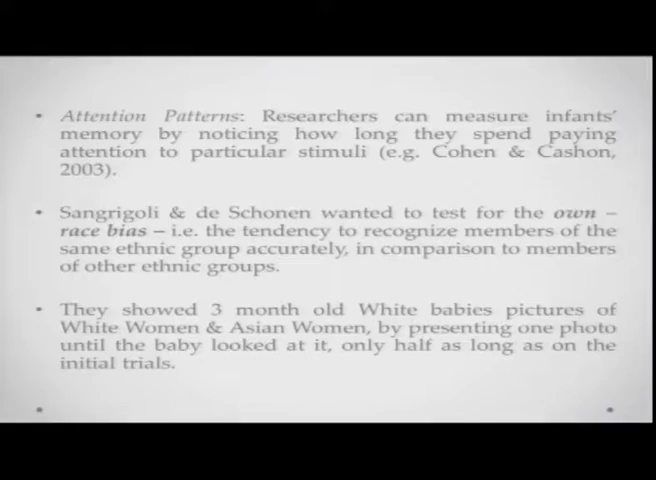 • Attention Patterns: Researchers can measure infants'
memory by noticing how long they spend paying
attention to particular stimuli (e.g. Cohen & Cashon,
2003).
• Sangrigoli & de Schonen wanted to test for the own –
race bias – i.e. the tendency to recognize members of the
same ethnic group accurately, in comparison to members
of other ethnic groups.
• They showed 3 month old White babies pictures of
White Women & Asian Women, by presenting one photo
until the baby looked at it, only half as long as on the
initial trials.